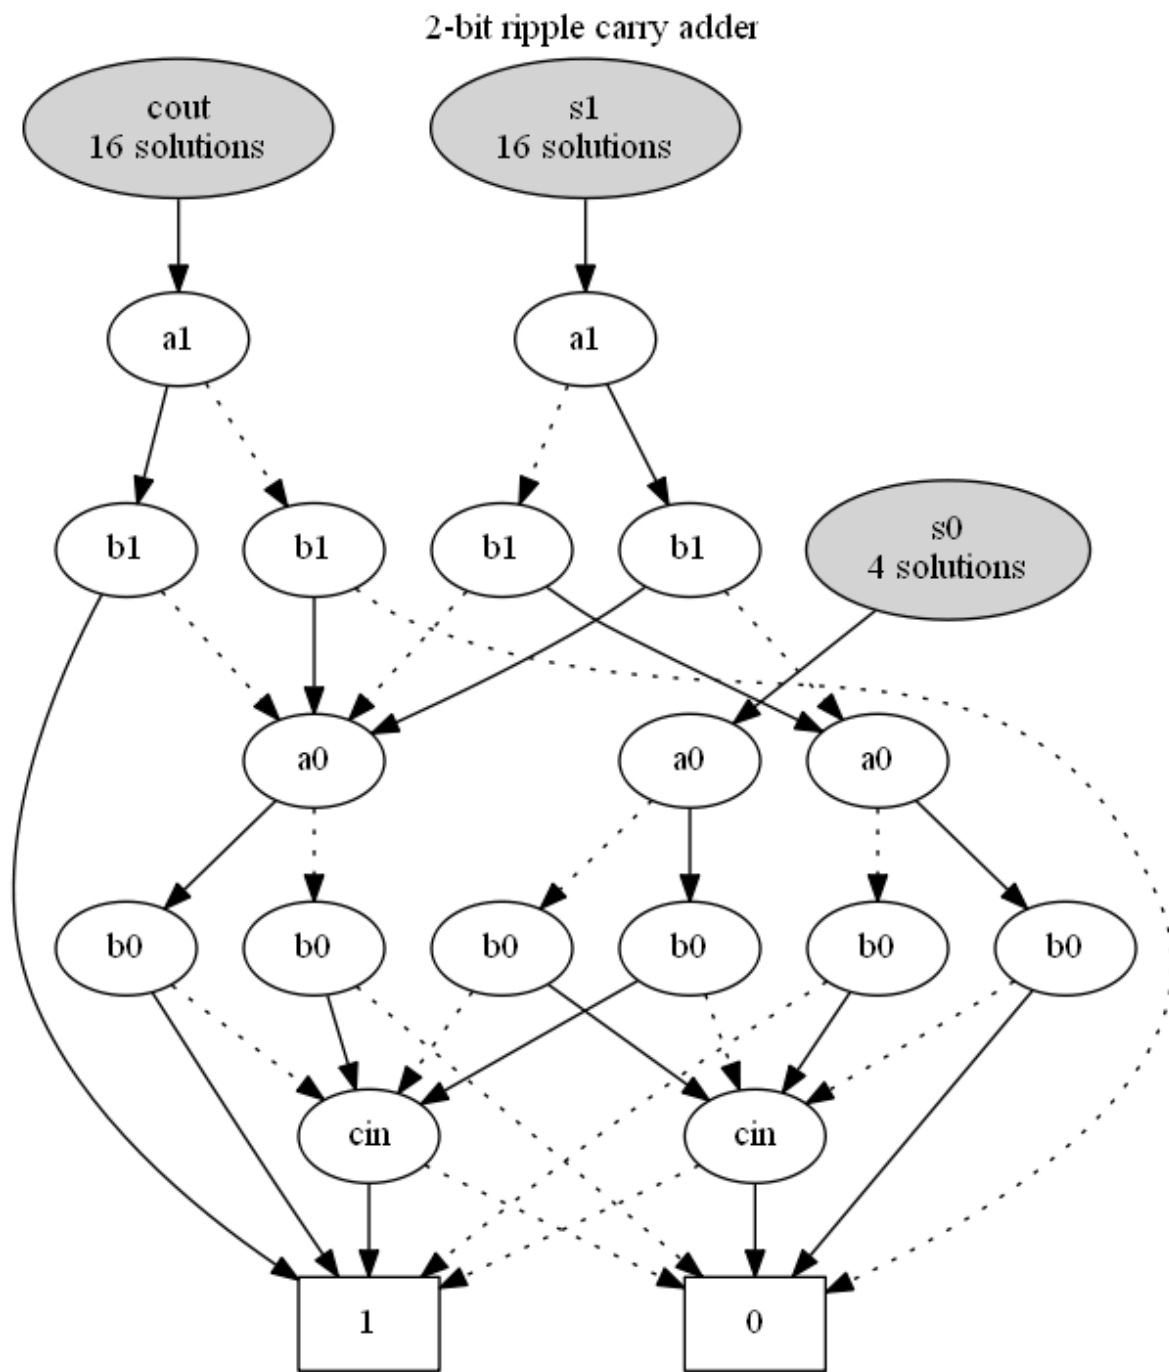 2-bit ripple carry adder
cout
16 solutions
s1
16 solutions
a1
a1
b1
b1
b1
b1
s0
4 solutions
a0
a0
a0
b0
b0
b0
b0
b0
b0
cin
cin
1
0